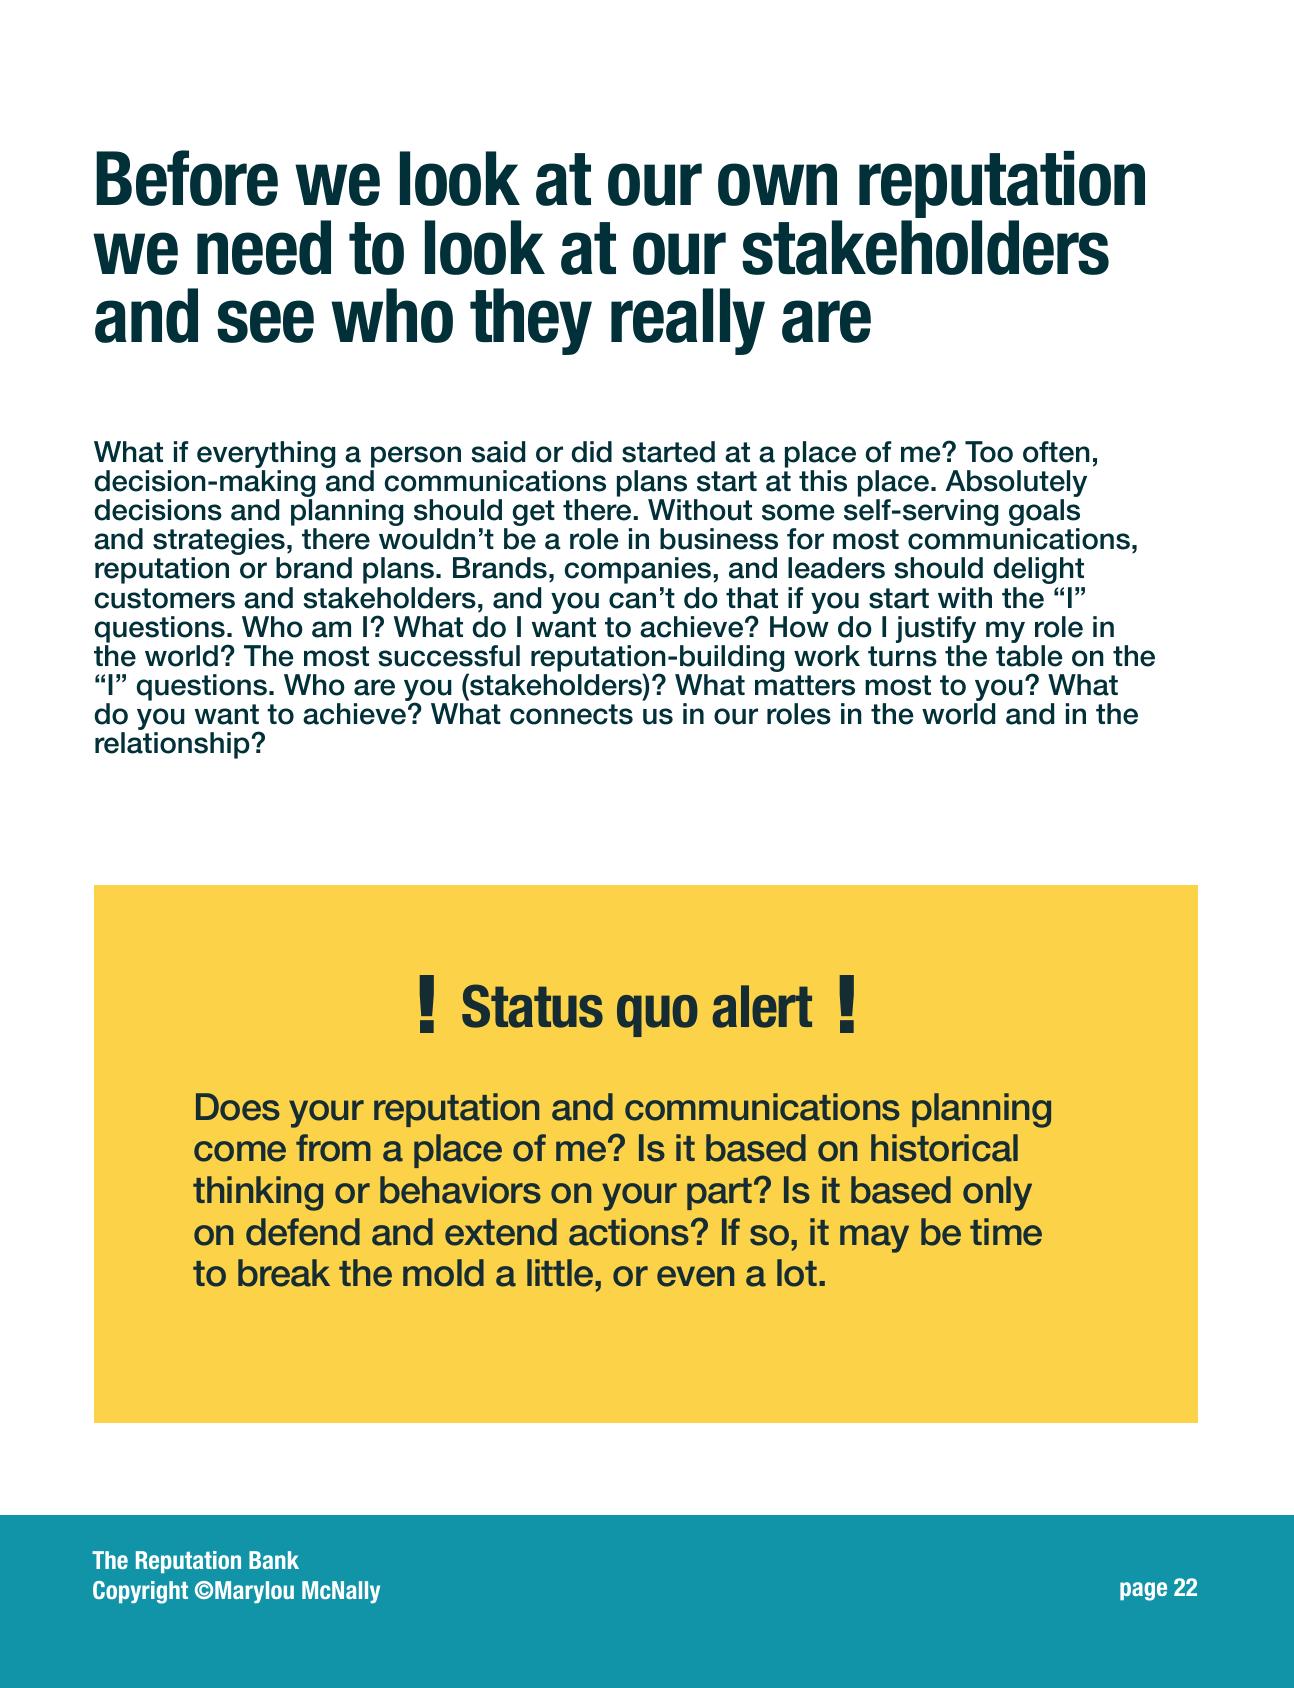 Before we look at our own reputation
we need to look at our stakeholders
and see who they really are
What if everything a person said or did started at a place of me? Too often,
decision-making and communications plans start at this place. Absolutely
decisions and planning should get there. Without some self-serving goals
and strategies, there wouldn’t be a role in business for most communications,
reputation or brand plans. Brands, companies, and leaders should delight
customers and stakeholders, and you can’t do that if you start with the “I”
questions. Who am I? What do I want to achieve? How do I justify my role in
the world? The most successful reputation-building work turns the table on the
“I” questions. Who are you (stakeholders)? What matters most to you? What
do you want to achieve? What connects us in our roles in the world and in the
relationship?
! Status quo alert !
Does your reputation and communications planning
come from a place of me? Is it based on historical
thinking or behaviors on your part? Is it based only
on defend and extend actions? If so, it may be time
to break the mold a little, or even a lot.
The Reputation Bank
Copyright ©Marylou McNally
page 22